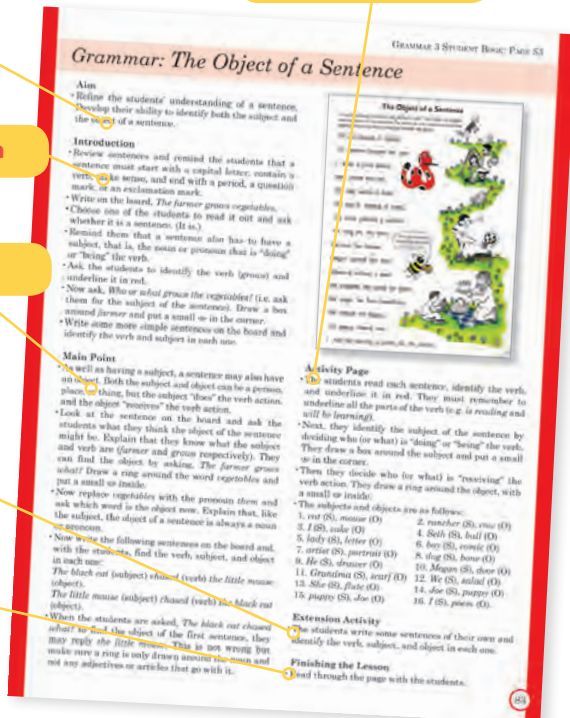 GRAMMAR 3 STUDENT BOOK: PAGE 53
Grammar: The Object of a Sentence
Aim
• Refine the students' understanding of a sentence.
Develop their ability to identify both the subject and
the object of a sentence.
Introduction
• Review sentences and remind the students that a
sentence must start with a capital letter, contain a
verb, make sense, and end with a period, a question
mark, or an exclamation mark.
• Write on the board, The farmer grows vegetables.
• Choose one of the students to read it out and ask
whether it is a sentence. (It is.)
• Remind them that a sentence also has to have a
subject, that is, the noun or pronoun that is "doing"
or "being" the verb.
• Ask the students to identify the verb (grows) and
underline it in red.
• Now ask, Who or what grows the vegetables? (i.e. ask
them for the subject of the sentence). Draw a box
around farmer and put a small in the corner.
• Write some more simple sentences on the board and
identify the verb and subject in each one.
Main Point
• As well as having a subject, a sentence may also have
an object. Both the subject and object can be a person,
place, or thing, but the subject "does" the verb action,
and the object "receives" the verb action.
• Look at the sentence on the board and ask the
students what they think the object of the sentence
might be. Explain that they know what the subject
and verb are (farmer and grows respectively). They
can find the object by asking, The farmer grows
what? Draw a ring around the word vegetables and
put a small inside.
• Now replace vegetables with the pronoun them and
ask which word is the object now. Explain that, like
the subject, the object of a sentence is always a noun
or pronoun.
• Now write the following sentences on the board and,
with the students, find the verb, subject, and object
in each one:
The black cat (subject) chased (verb) the little mouse
(object).
The little mouse (subject) chased (verb) the black cat
(object).
• When the students are asked, The black cat chased
what? to find the object of the first sentence, they
may reply the little mouse. This is not wrong but
make sure a ring is only drawn around the noun and
not any adjectives or articles that go with it.
The Object of a Sentence
Activity Page
• The students read each sentence, identify the verb,
and underline it in red. They must remember to
underline all the parts of the verb (e.g. is reading and
will be learning).
• Next, they identify the subject of the sentence by
deciding who (or what) is "doing" or "being" the verb.
They draw a box around the subject and put a small
in the corner.
• Then they decide who (or what) is "receiving" the
verb action. They draw a ring around the object, with
a small inside.
• The subjects and objects are as follows:
1. cat (S), mouse (O) 2. rancher (S), cow (O)
3. I (S), cake (O) 4. Seth (S), ball (O)
5. lady (S), letter (O) 6. boy (S), comic (O)
7. artist (S), portrait (O) 8. dog (S), bone (O)
9. He (S), drawer (O) 10. Megan (S), door (O)
11. Grandma (S), scarf (O) 12. We (S), salad (O)
13. She (S), flute (O) 14. Joe (S), puppy (O)
15. puppy (S), Joe (O) 16. I (S), poem (O)
Extension Activity
• The students write some sentences of their own and
identify the verb, subject, and object in each one.
Finishing the Lesson
• Read through the page with the students.